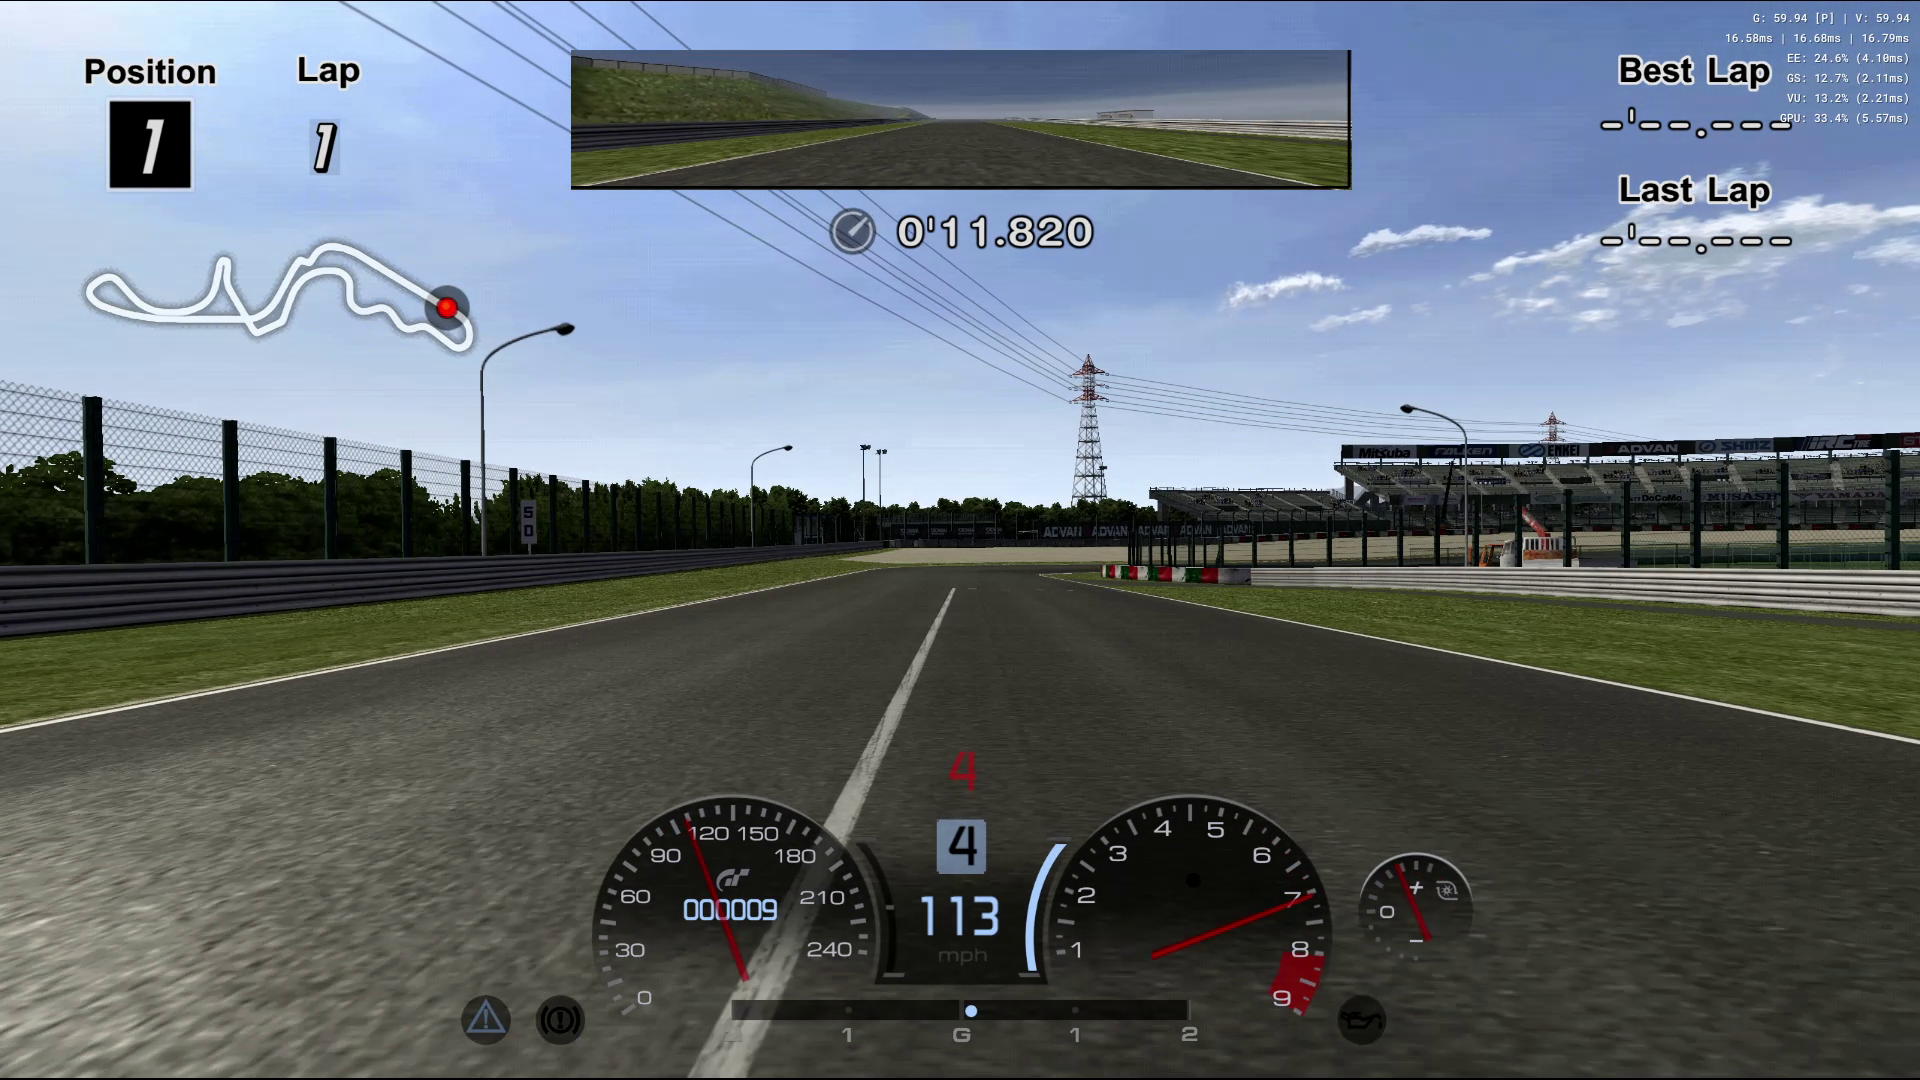 G: 59.94 [P] | V: 59.94
16.58ms | 16.68ms | 16.79ms
EE: 24.6% (4.10ms)
GS: 12.7% (2.11ms)
VU: 13.2% (2.21ms)
GPU: 33.4% (5.57ms)
Position
Lap
Best Lap
1
1
-'--.---
Last Lap
-'--.---
0'11.820
Mitsuba FALKEN ENKEI ADVAN
DoCoMo MUSASHI YAMADA
50
ADVAN ADVAN ADVAN ADVAN ADVAN
4
4
113
mph
0 30 60 90 120 150 180 210 240
000009
1 2 3 4 5 6 7 8 9
0 + -
1 G 1 2